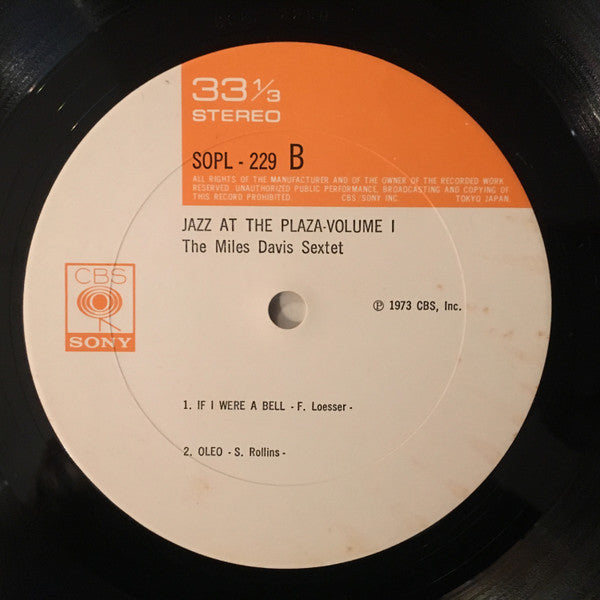 33 1/3
STEREO
SOPL - 229 B
ALL RIGHTS OF THE MANUFACTURER AND OF THE OWNER OF THE RECORDED WORK
RESERVED. UNAUTHORIZED PUBLIC PERFORMANCE, BROADCASTING AND COPYING OF
THIS RECORD PROHIBITED. CBS SONY INC. TOKYO JAPAN
JAZZ AT THE PLAZA-VOLUME I
The Miles Davis Sextet
CBS
SONY
℗ 1973 CBS, Inc.
1. IF I WERE A BELL - F. Loesser -
2. OLEO - S. Rollins -